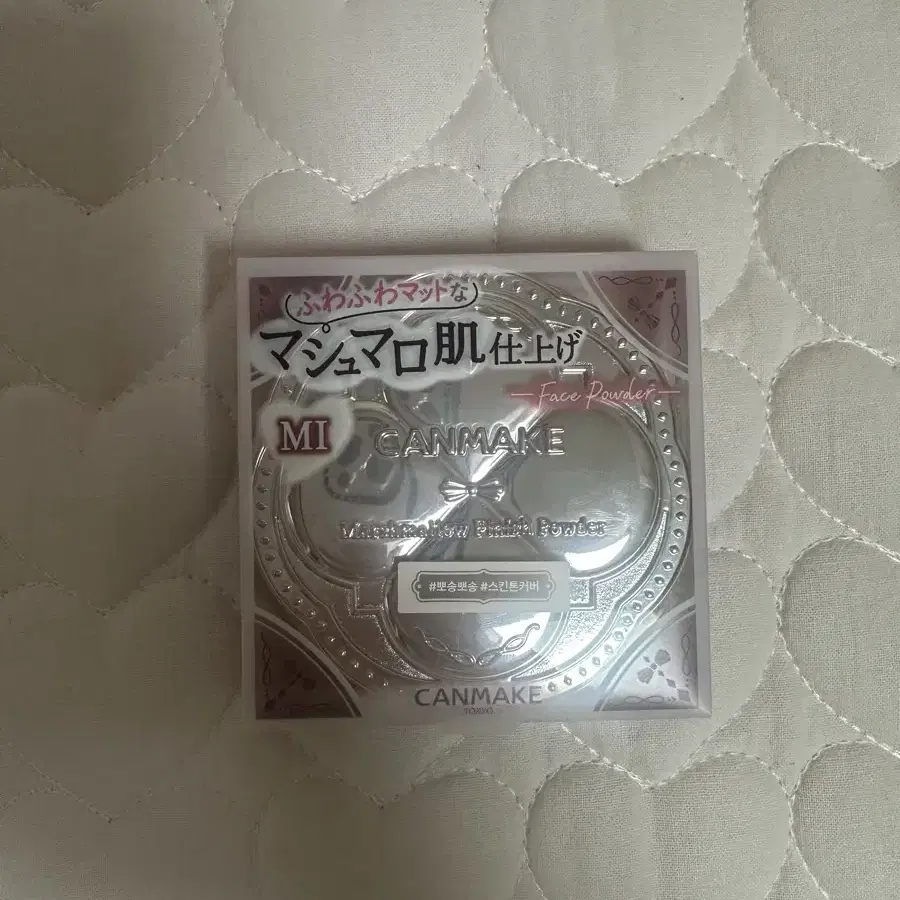 ふわふわマットな
マシュマロ肌仕上げ
Face Powder
MI
CANMAKE
Marshmallow Finish Powder
#뽀송뽀송 #스킨톤커버
CANMAKE
TOKYO